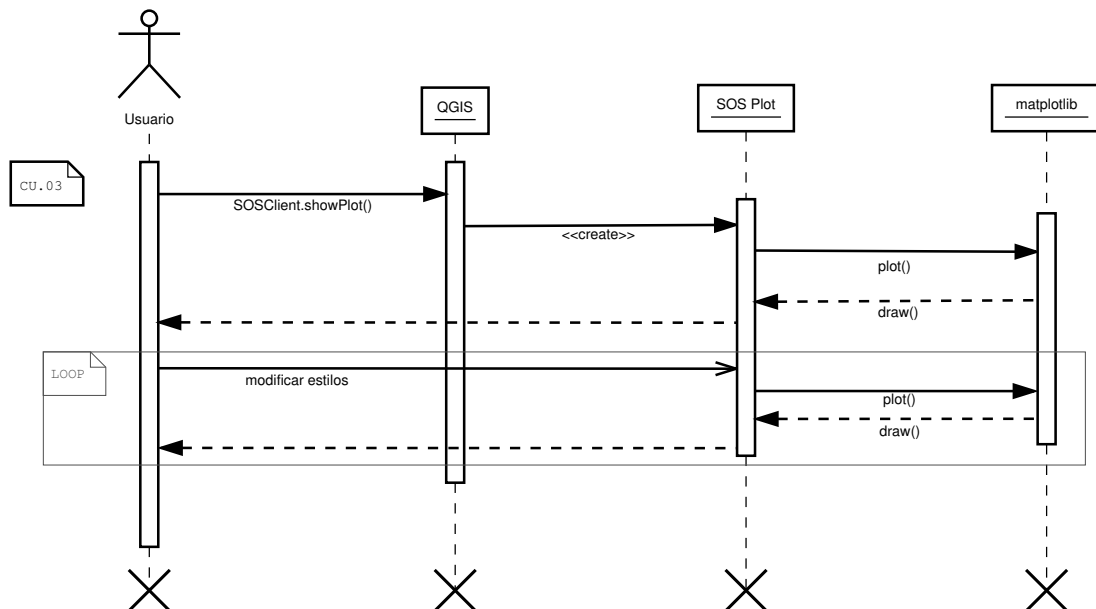 Usuario
QGIS
SOS Plot
matplotlib
CU.03
SOSClient.showPlot()
<<create>>
plot()
draw()
LOOP
modificar estilos
plot()
draw()